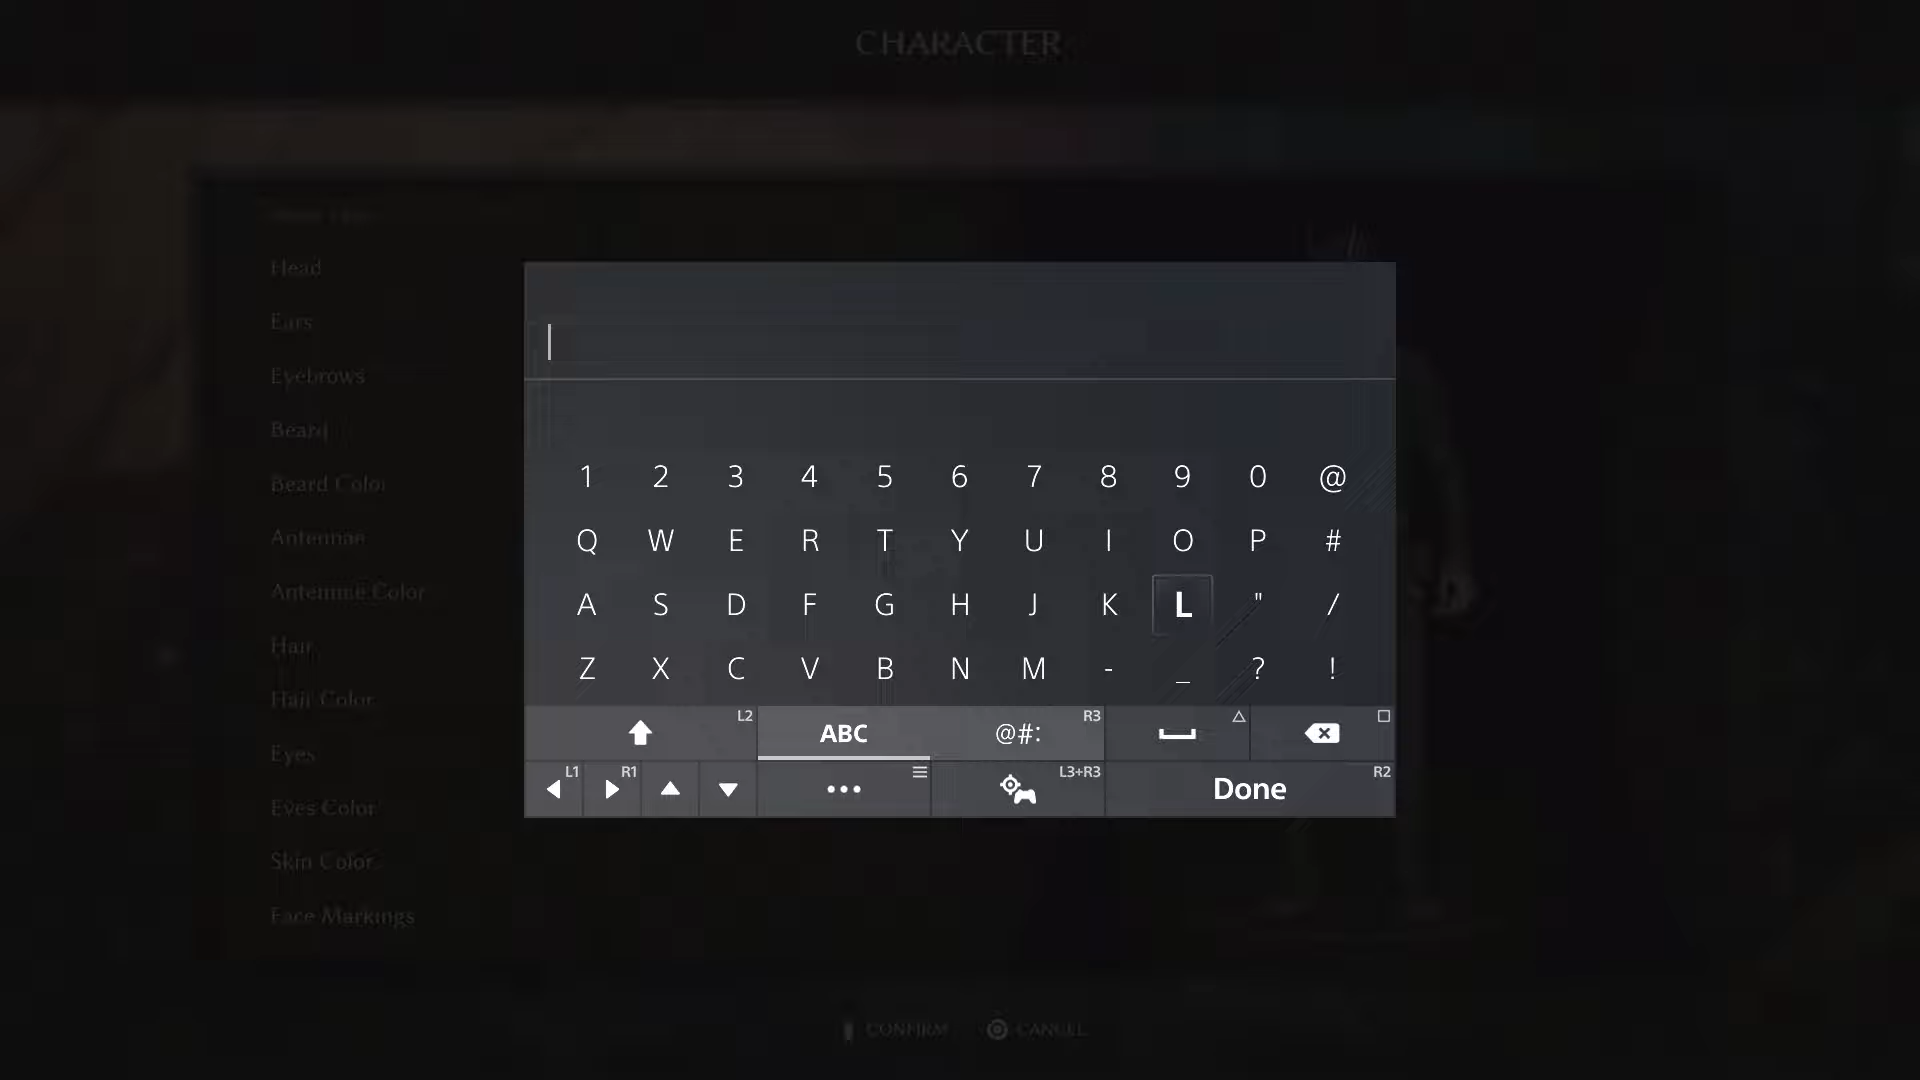 CHARACTER
Head
Ears
Eyebrows
Beard
Beard Color
Antennae
Antennae Color
Hair
Hair Color
Eyes
Eyes Color
Skin Color
Face Markings
1 2 3 4 5 6 7 8 9 0 @
Q W E R T Y U I O P #
A S D F G H J K L " /
Z X C V B N M - _ ? !
L2 ABC @#: R3
L1 R1 L3+R3 Done R2
CONFIRM CANCEL